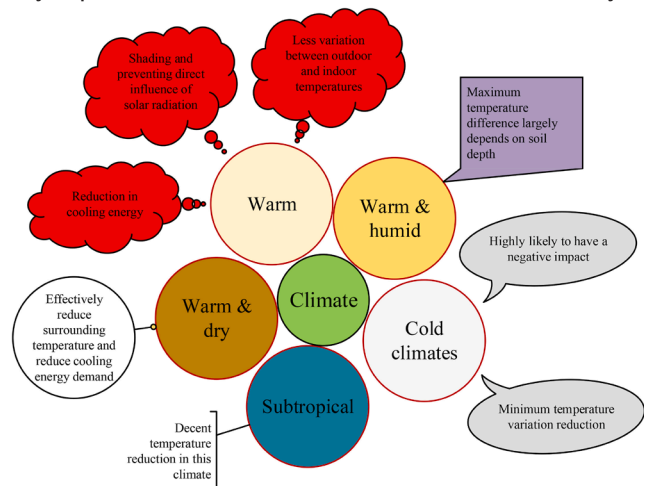 Less variation
between outdoor
and indoor
temperatures
Shading and
preventing direct
influence of
solar radiation
Maximum
temperature
difference largely
depends on soil
depth
Reduction in
cooling energy
Warm
Warm &
humid
Highly likely to have a
negative impact
Effectively
reduce
surrounding
temperature and
reduce cooling
energy demand
Warm &
dry
Climate
Cold
climates
Subtropical
Minimum temperature
variation reduction
Decent
temperature
reduction in this
climate